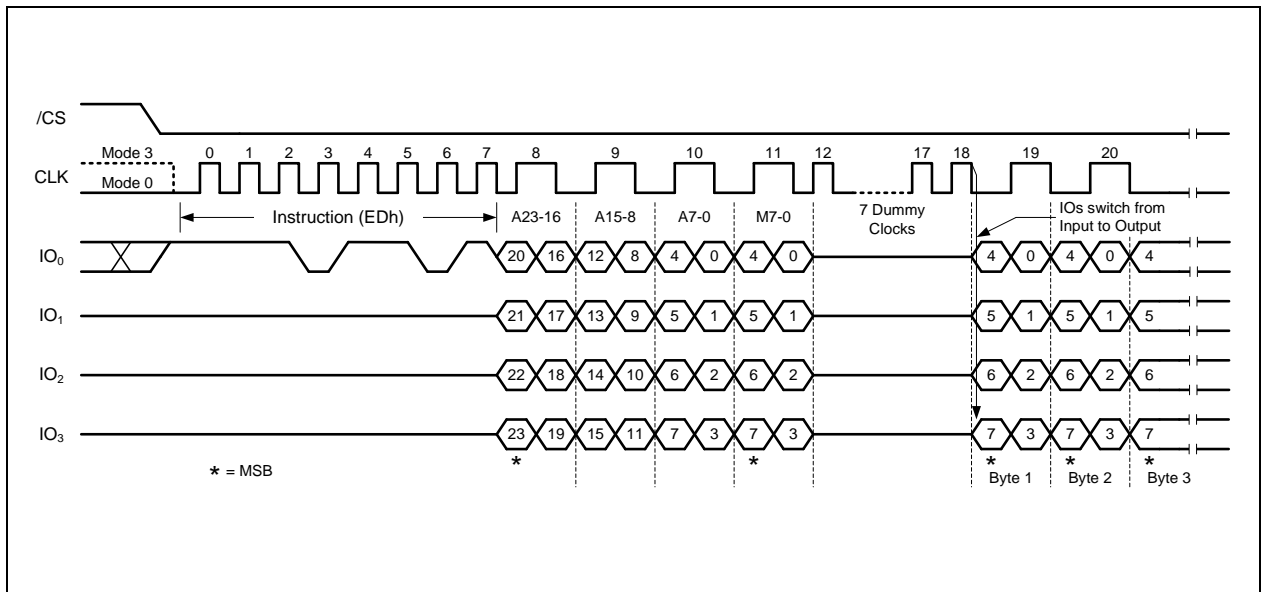 /CS
Mode 3 0 1 2 3 4 5 6 7 8 9 10 11 12 17 18 19 20
CLK Mode 0
Instruction (EDh) A23-16 A15-8 A7-0 M7-0 7 Dummy
Clocks
IOs switch from
Input to Output
IO₀ 20 16 12 8 4 0 4 0 4 0 4 0 4
IO₁ 21 17 13 9 5 1 5 1 5 1 5 1 5
IO₂ 22 18 14 10 6 2 6 2 6 2 6 2 6
IO₃ 23 19 15 11 7 3 7 3 7 3 7 3 7
* * * * *
* = MSB
Byte 1 Byte 2 Byte 3